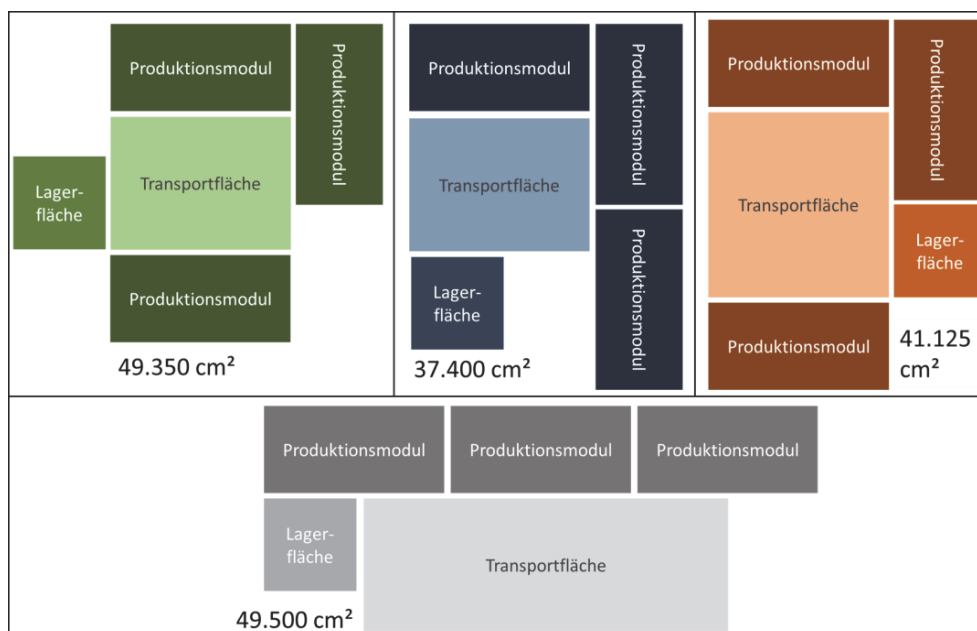 Produktionsmodul
Produktionsmodul
Lager-
fläche
Transportfläche
Produktionsmodul
49.350 cm²
Produktionsmodul
Produktionsmodul
Transportfläche
Lager-
fläche
Produktionsmodul
37.400 cm²
Produktionsmodul
Produktionsmodul
Transportfläche
Lager-
fläche
Produktionsmodul
41.125
cm²
Produktionsmodul
Produktionsmodul
Produktionsmodul
Lager-
fläche
Transportfläche
49.500 cm²